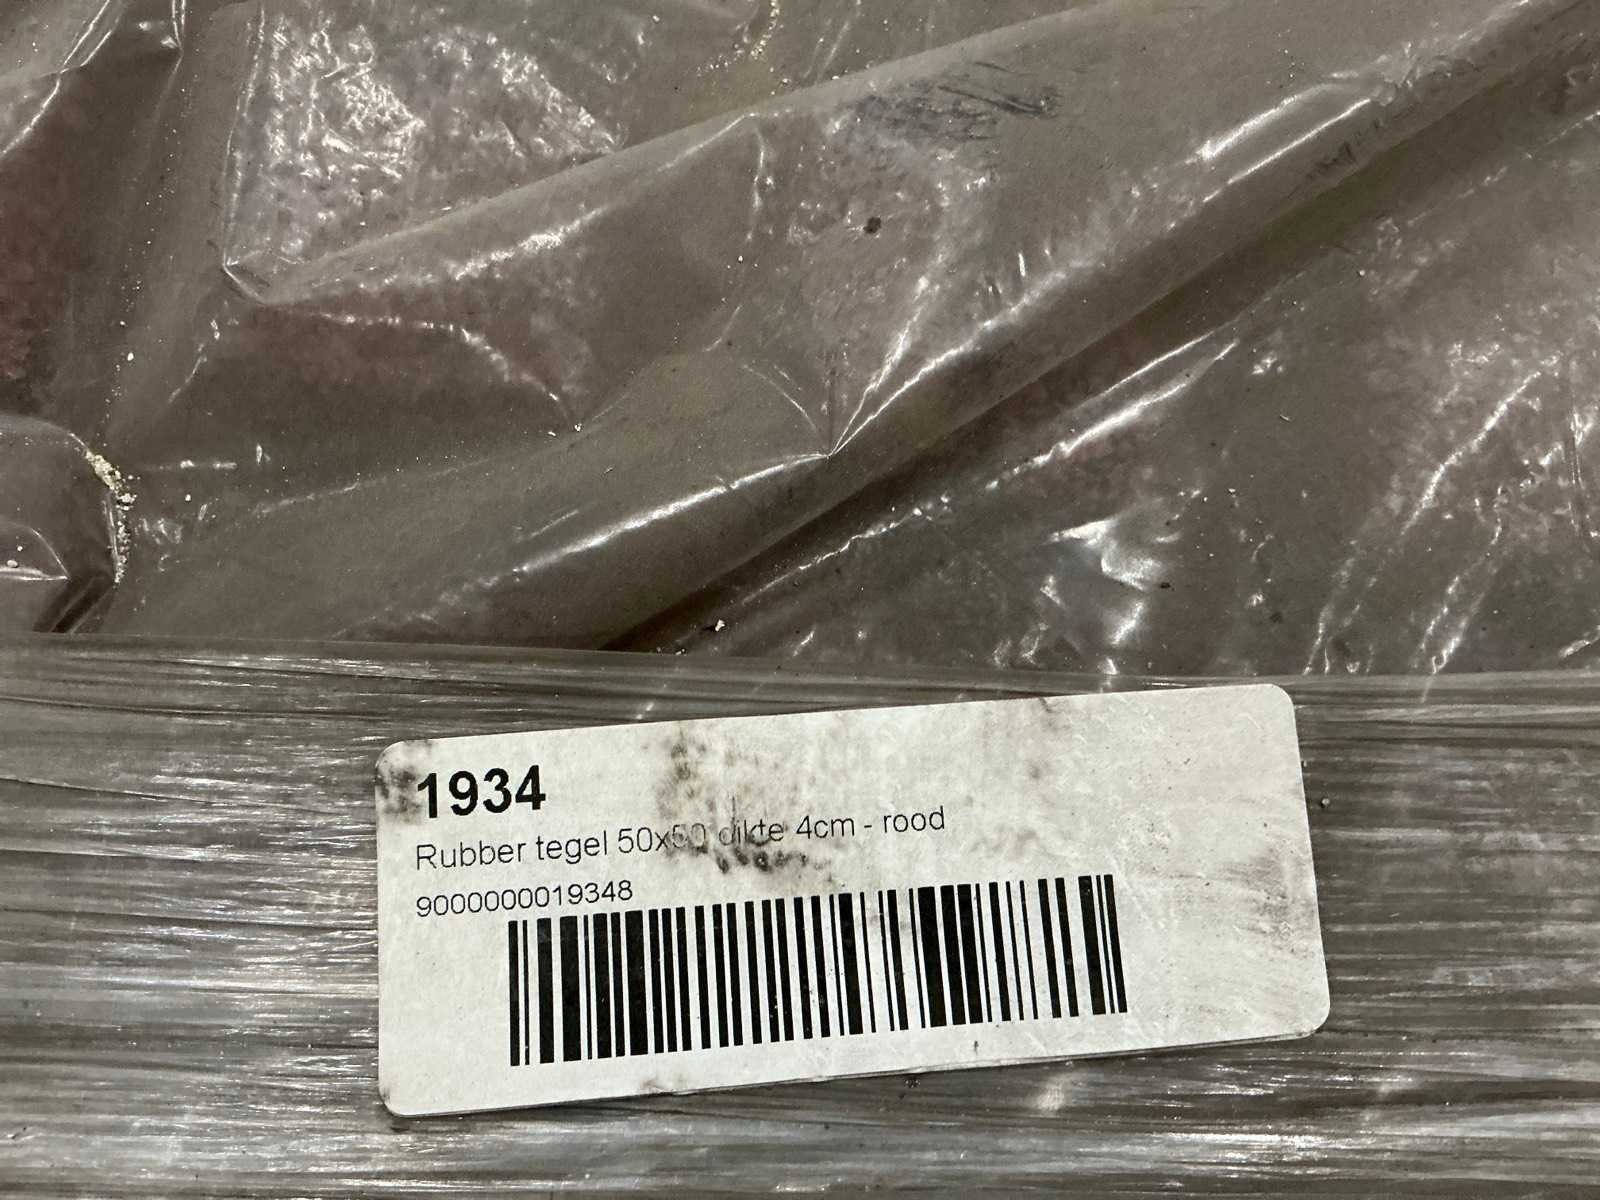 1934
Rubber tegel 50x50 dikte 4cm - rood
9000000019348